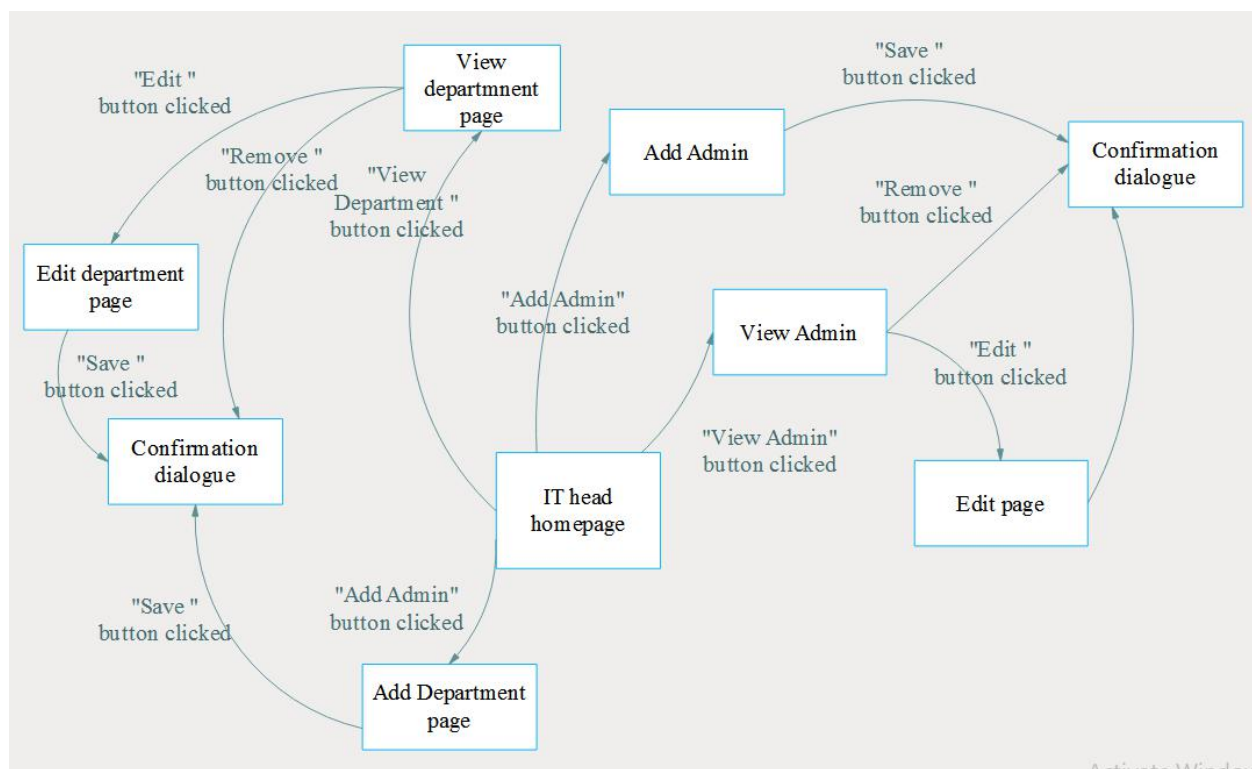 View
departmnent
page
"Edit "
button clicked
"Remove "
button clicked
"View
Department "
button clicked
Add Admin
"Save "
button clicked
Confirmation
dialogue
"Remove "
button clicked
Edit department
page
"Add Admin"
button clicked
View Admin
"Edit "
button clicked
"Save "
button clicked
Confirmation
dialogue
"View Admin"
button clicked
IT head
homepage
Edit page
"Add Admin"
button clicked
"Save "
button clicked
Add Department
page